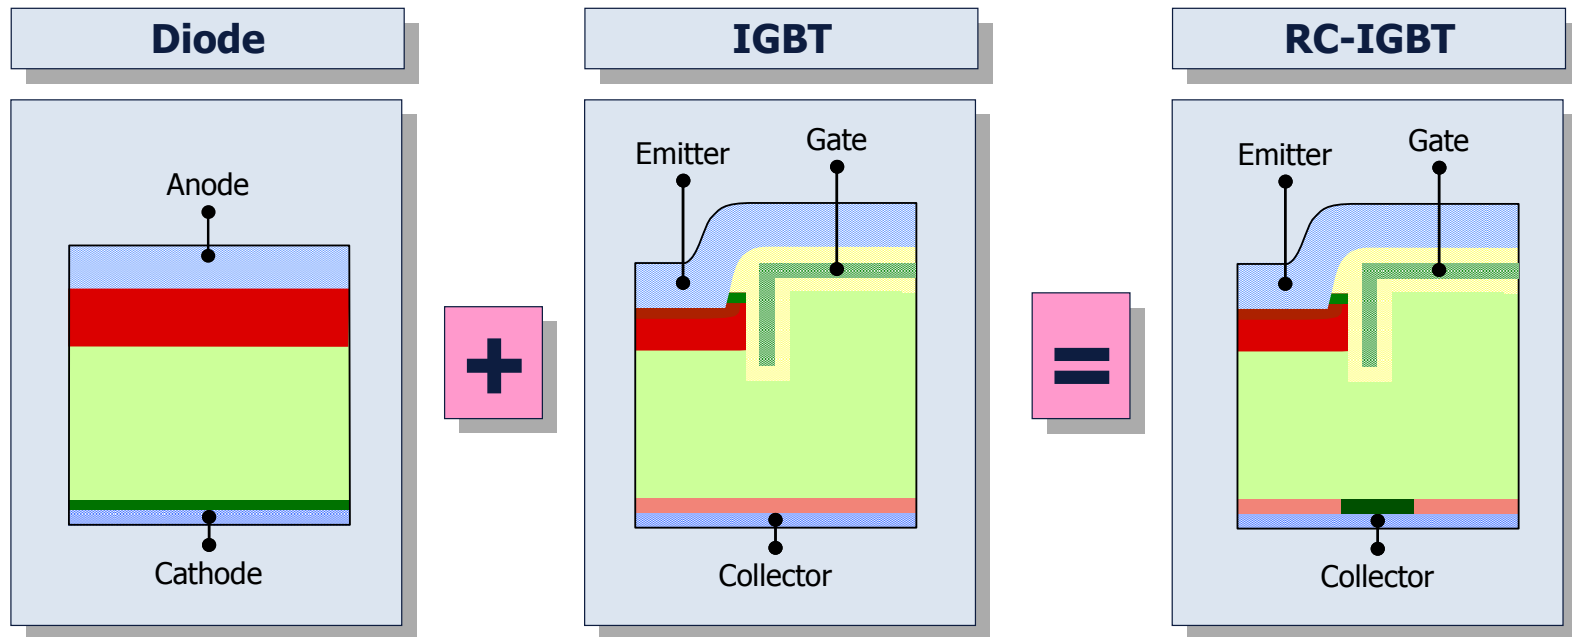 Diode
IGBT
RC-IGBT
Anode
Cathode
+
Emitter
Gate
Collector
=
Emitter
Gate
Collector